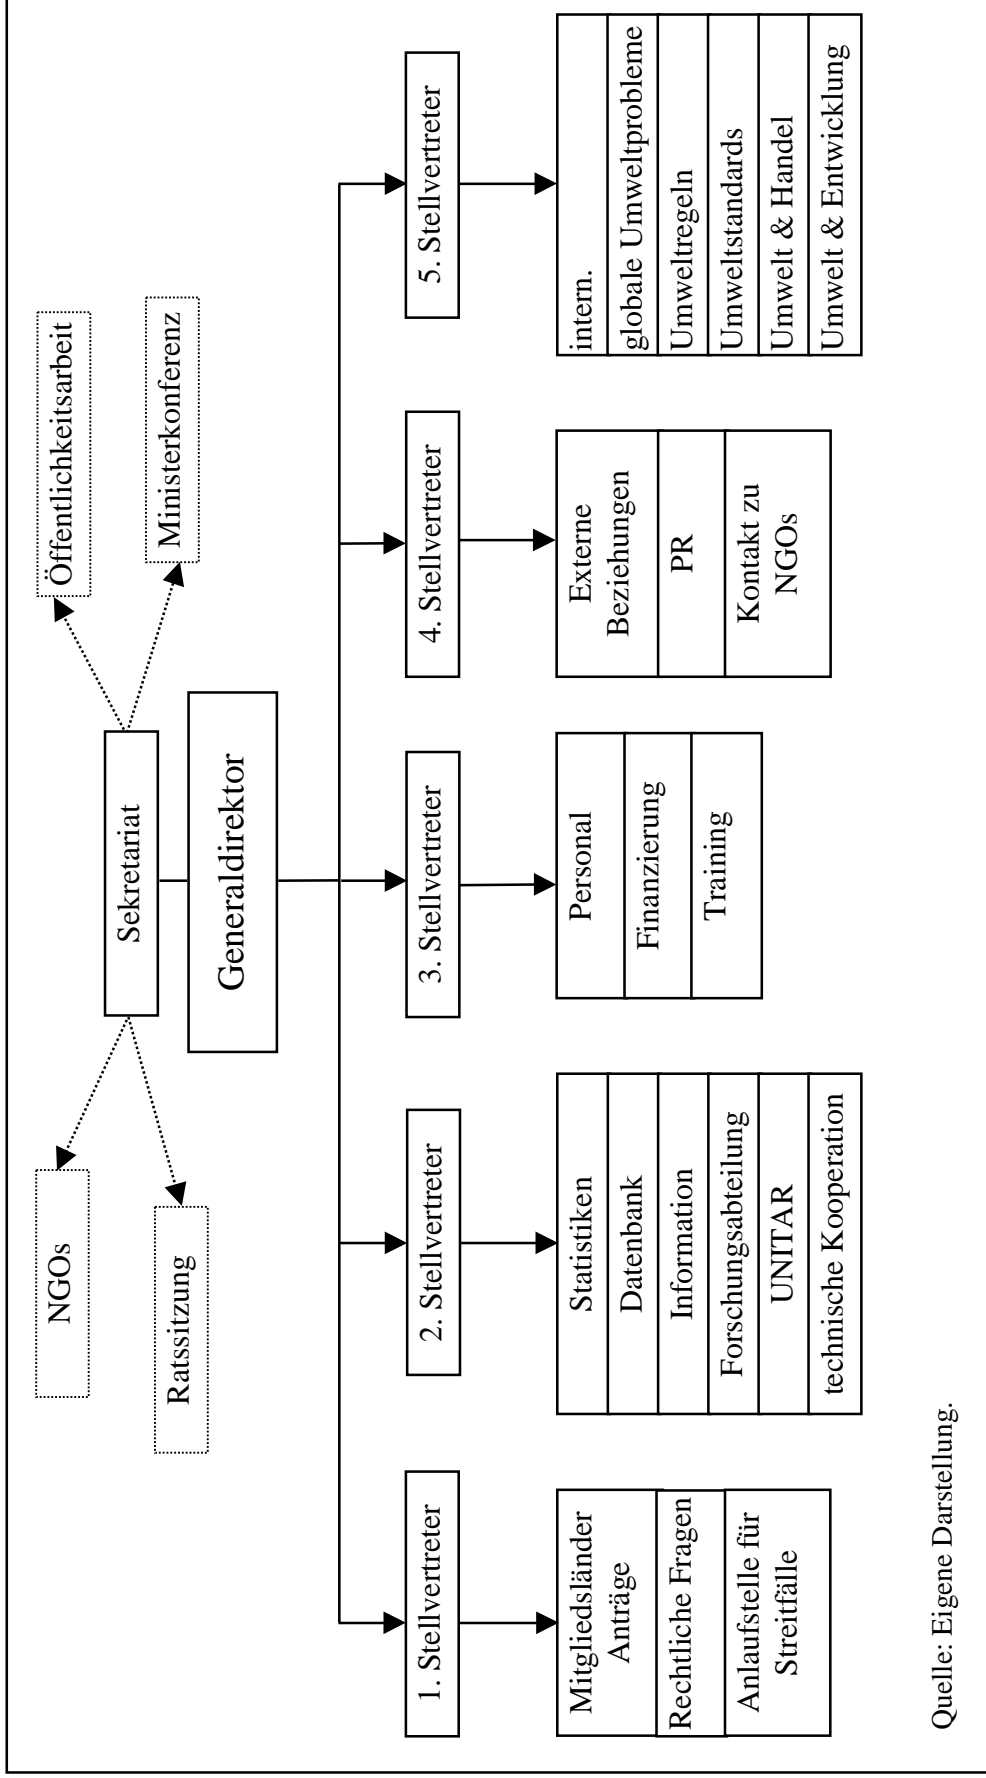 NGOs
Öffentlichkeitsarbeit
Ratssitzung
Ministerkonferenz
Sekretariat
Generaldirektor
1. Stellvertreter
2. Stellvertreter
3. Stellvertreter
4. Stellvertreter
5. Stellvertreter
Mitgliedsländer
Anträge
Rechtliche Fragen
Anlaufstelle für
Streitfälle
Statistiken
Datenbank
Information
Forschungsabteilung
UNITAR
technische Kooperation
Personal
Finanzierung
Training
Externe
Beziehungen
PR
Kontakt zu
NGOs
intern.
globale Umweltprobleme
Umweltregeln
Umweltstandards
Umwelt & Handel
Umwelt & Entwicklung
Quelle: Eigene Darstellung.